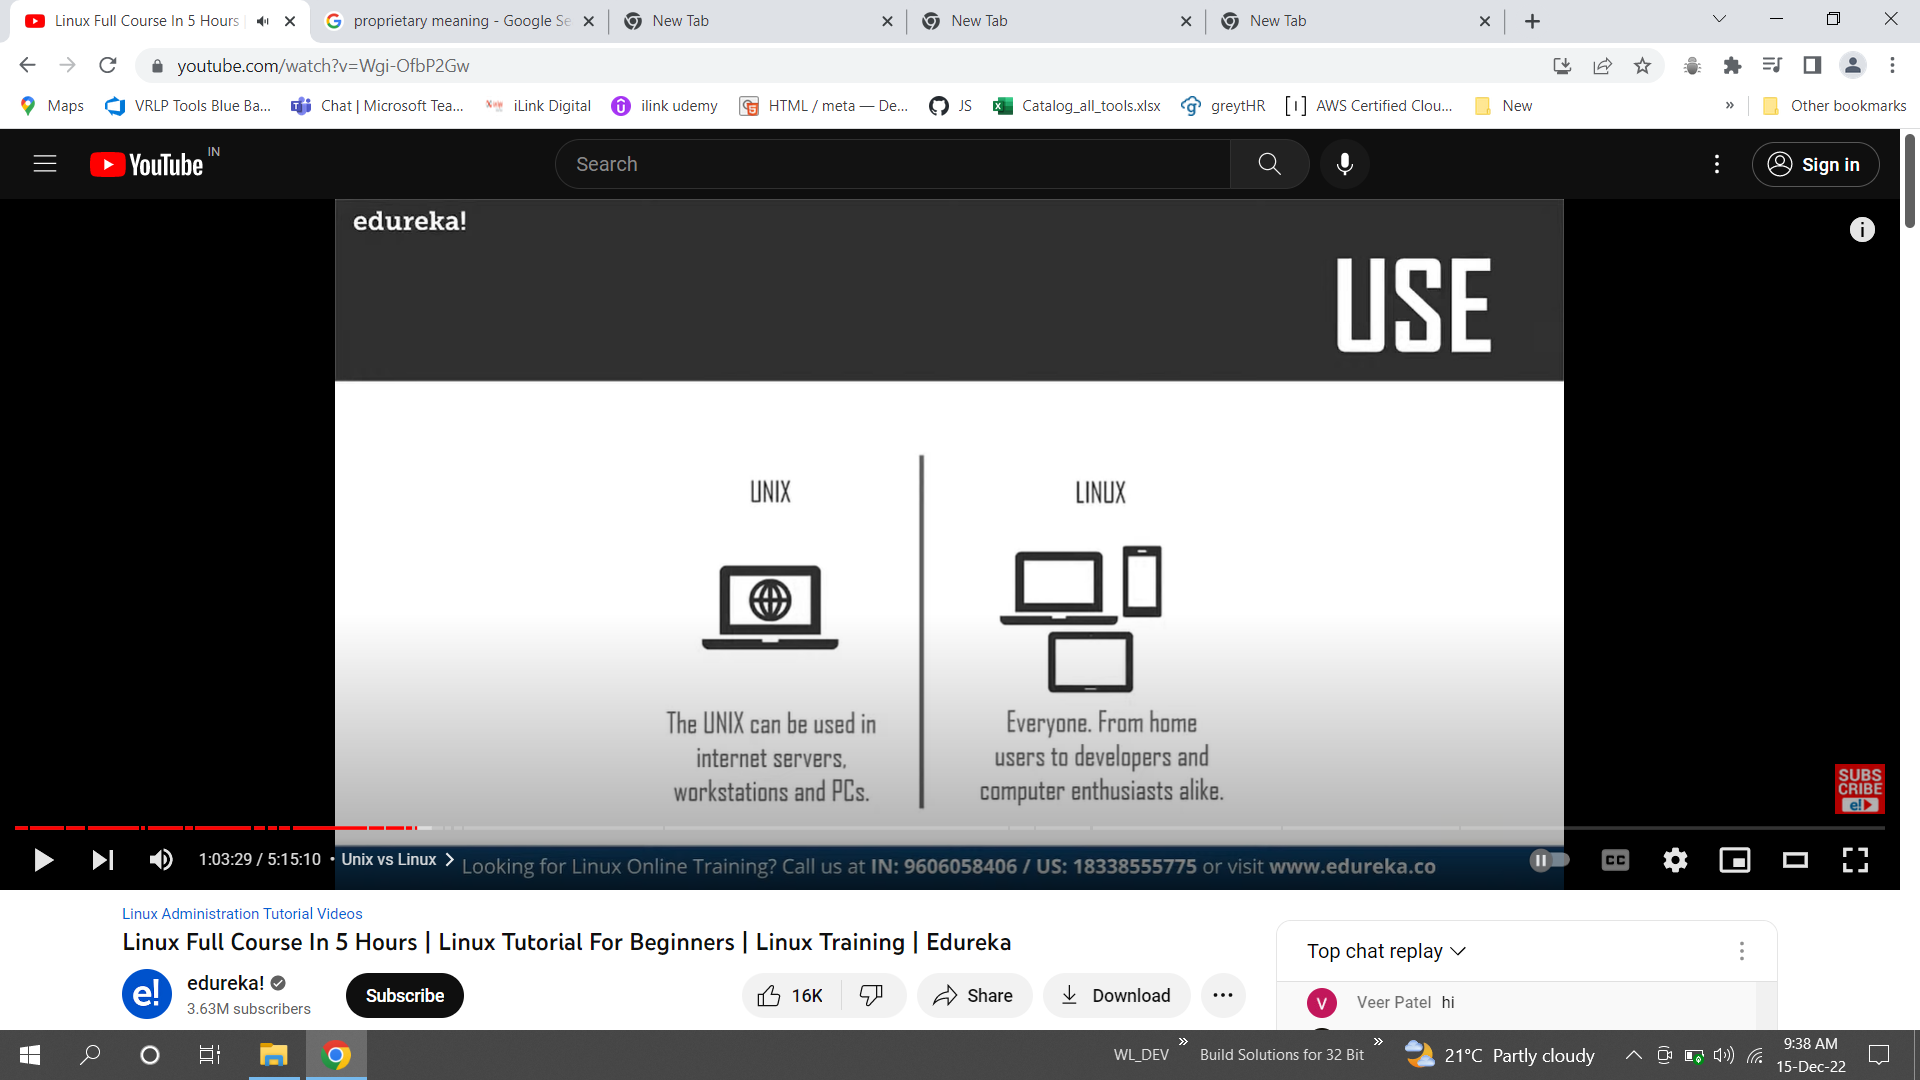 Linux Full Course In 5 Hours
proprietary meaning - Google Se
New Tab
New Tab
New Tab
youtube.com/watch?v=Wgi-OfbP2Gw
Maps
VRLP Tools Blue Ba...
Chat | Microsoft Tea...
iLink Digital
ilink udemy
HTML / meta — De...
JS
Catalog_all_tools.xlsx
greytHR
AWS Certified Clou...
New
»
Other bookmarks
YouTube IN
Search
Sign in
edureka!
USE
UNIX
The UNIX can be used in
internet servers,
workstations and PCs.
LINUX
Everyone. From home
users to developers and
computer enthusiasts alike.
SUBS
CRIBE
e!
1:03:29 / 5:15:10 • Unix vs Linux
Looking for Linux Online Training? Call us at IN: 9606058406 / US: 18338555775 or visit www.edureka.co
CC
Linux Administration Tutorial Videos
Linux Full Course In 5 Hours | Linux Tutorial For Beginners | Linux Training | Edureka
e!
edureka!
3.63M subscribers
Subscribe
16K
Share
Download
Top chat replay
V
Veer Patel hi
WL_DEV »
Build Solutions for 32 Bit »
21°C Partly cloudy
9:38 AM
15-Dec-22